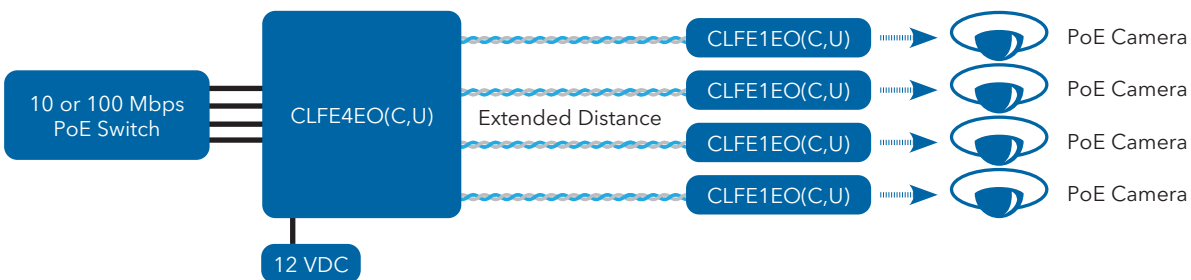 CLFE1EO(C,U)
PoE Camera
10 or 100 Mbps
PoE Switch
CLFE4EO(C,U)
CLFE1EO(C,U)
PoE Camera
Extended Distance
CLFE1EO(C,U)
PoE Camera
CLFE1EO(C,U)
PoE Camera
12 VDC